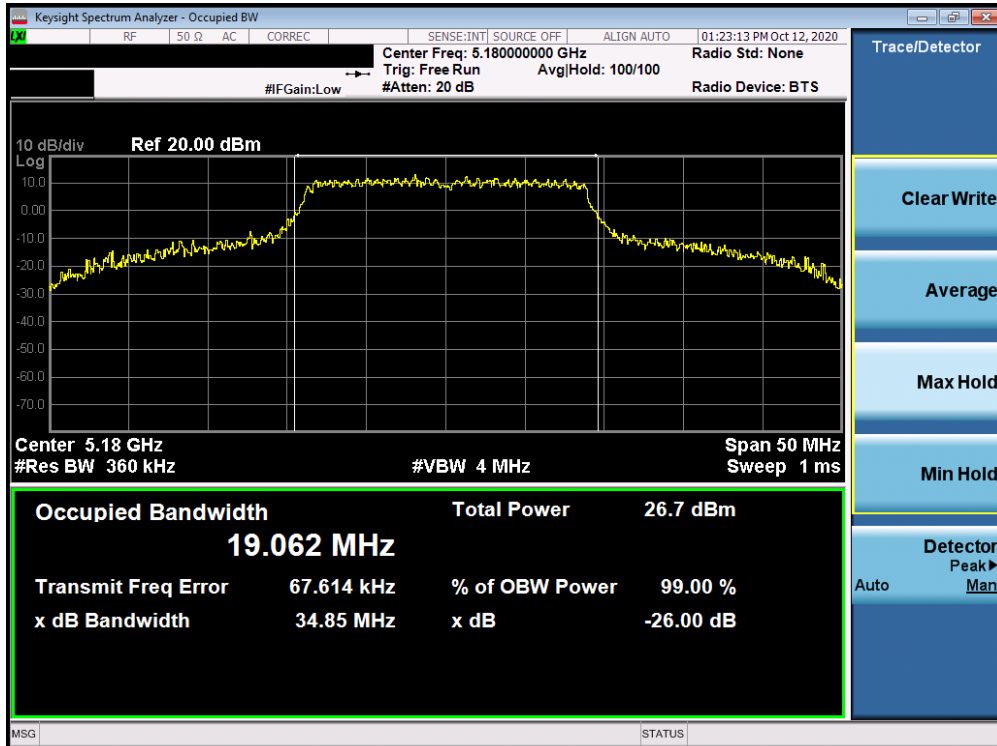 Keysight Spectrum Analyzer - Occupied BW
LXI RF 50 Ω AC CORREC SENSE:INT SOURCE OFF ALIGN AUTO 01:23:13 PM Oct 12, 2020
Center Freq: 5.180000000 GHz Radio Std: None
Trig: Free Run Avg|Hold: 100/100
#IFGain:Low #Atten: 20 dB Radio Device: BTS
Trace/Detector
10 dB/div Ref 20.00 dBm
Log
10.0
0.00
-10.0
-20.0
-30.0
-40.0
-50.0
-60.0
-70.0
Center 5.18 GHz Span 50 MHz
#Res BW 360 kHz #VBW 4 MHz Sweep 1 ms
Occupied Bandwidth Total Power 26.7 dBm
19.062 MHz
Transmit Freq Error 67.614 kHz % of OBW Power 99.00 %
x dB Bandwidth 34.85 MHz x dB -26.00 dB
Clear Write
Average
Max Hold
Min Hold
Detector
Peak▶
Auto Man
MSG STATUS